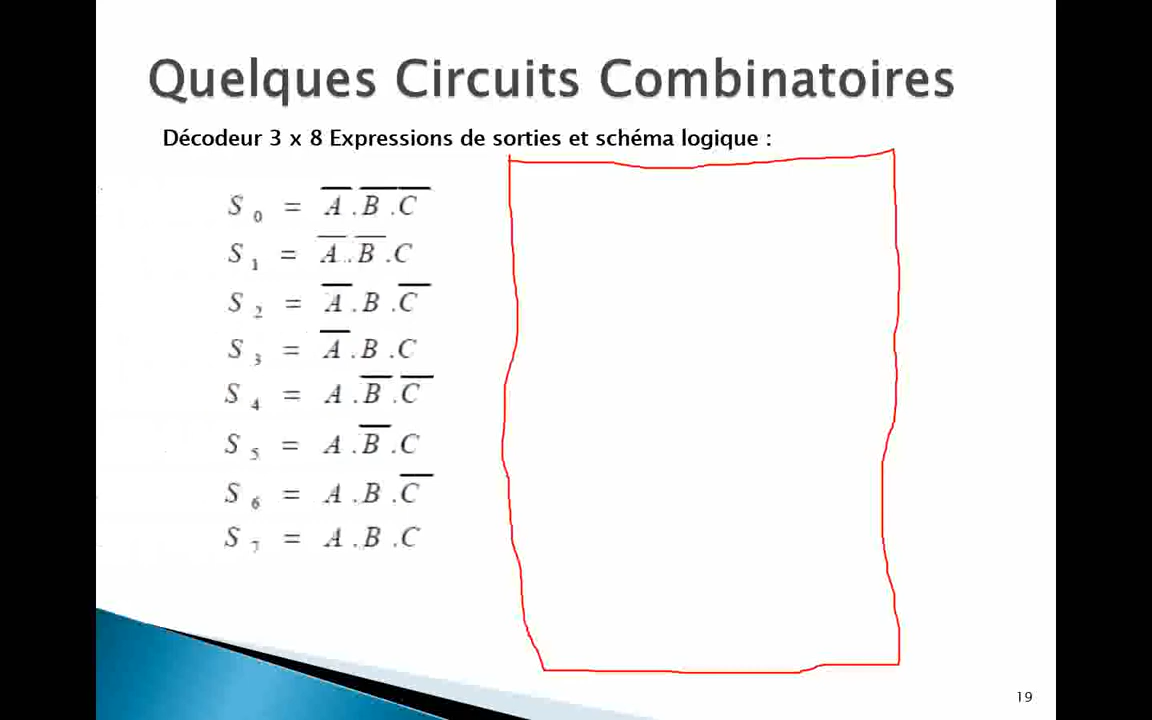 Quelques Circuits Combinatoires
Décodeur 3 x 8 Expressions de sorties et schéma logique :
S₀ = A̅ . B̅ . C̅
S₁ = A̅ . . B̅ . C
S₂ = A̅ . B . C̅
S₃ = A̅ . B . C
S₄ = A . B̅ . C̅
S₅ = A . B̅ . C
S₆ = A . B . C̅
S₇ = A . B . C
19